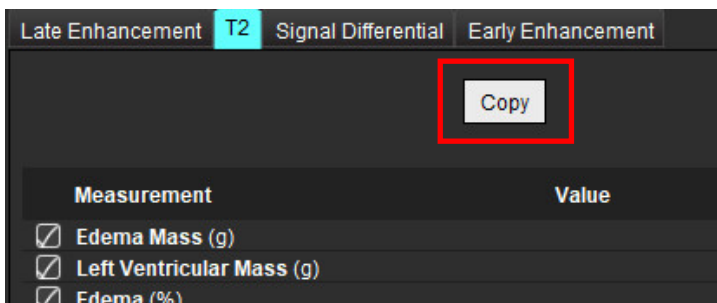 Late Enhancement T2 Signal Differential Early Enhancement
Copy
Measurement Value
Edema Mass (g)
Left Ventricular Mass (g)
Edema (%)